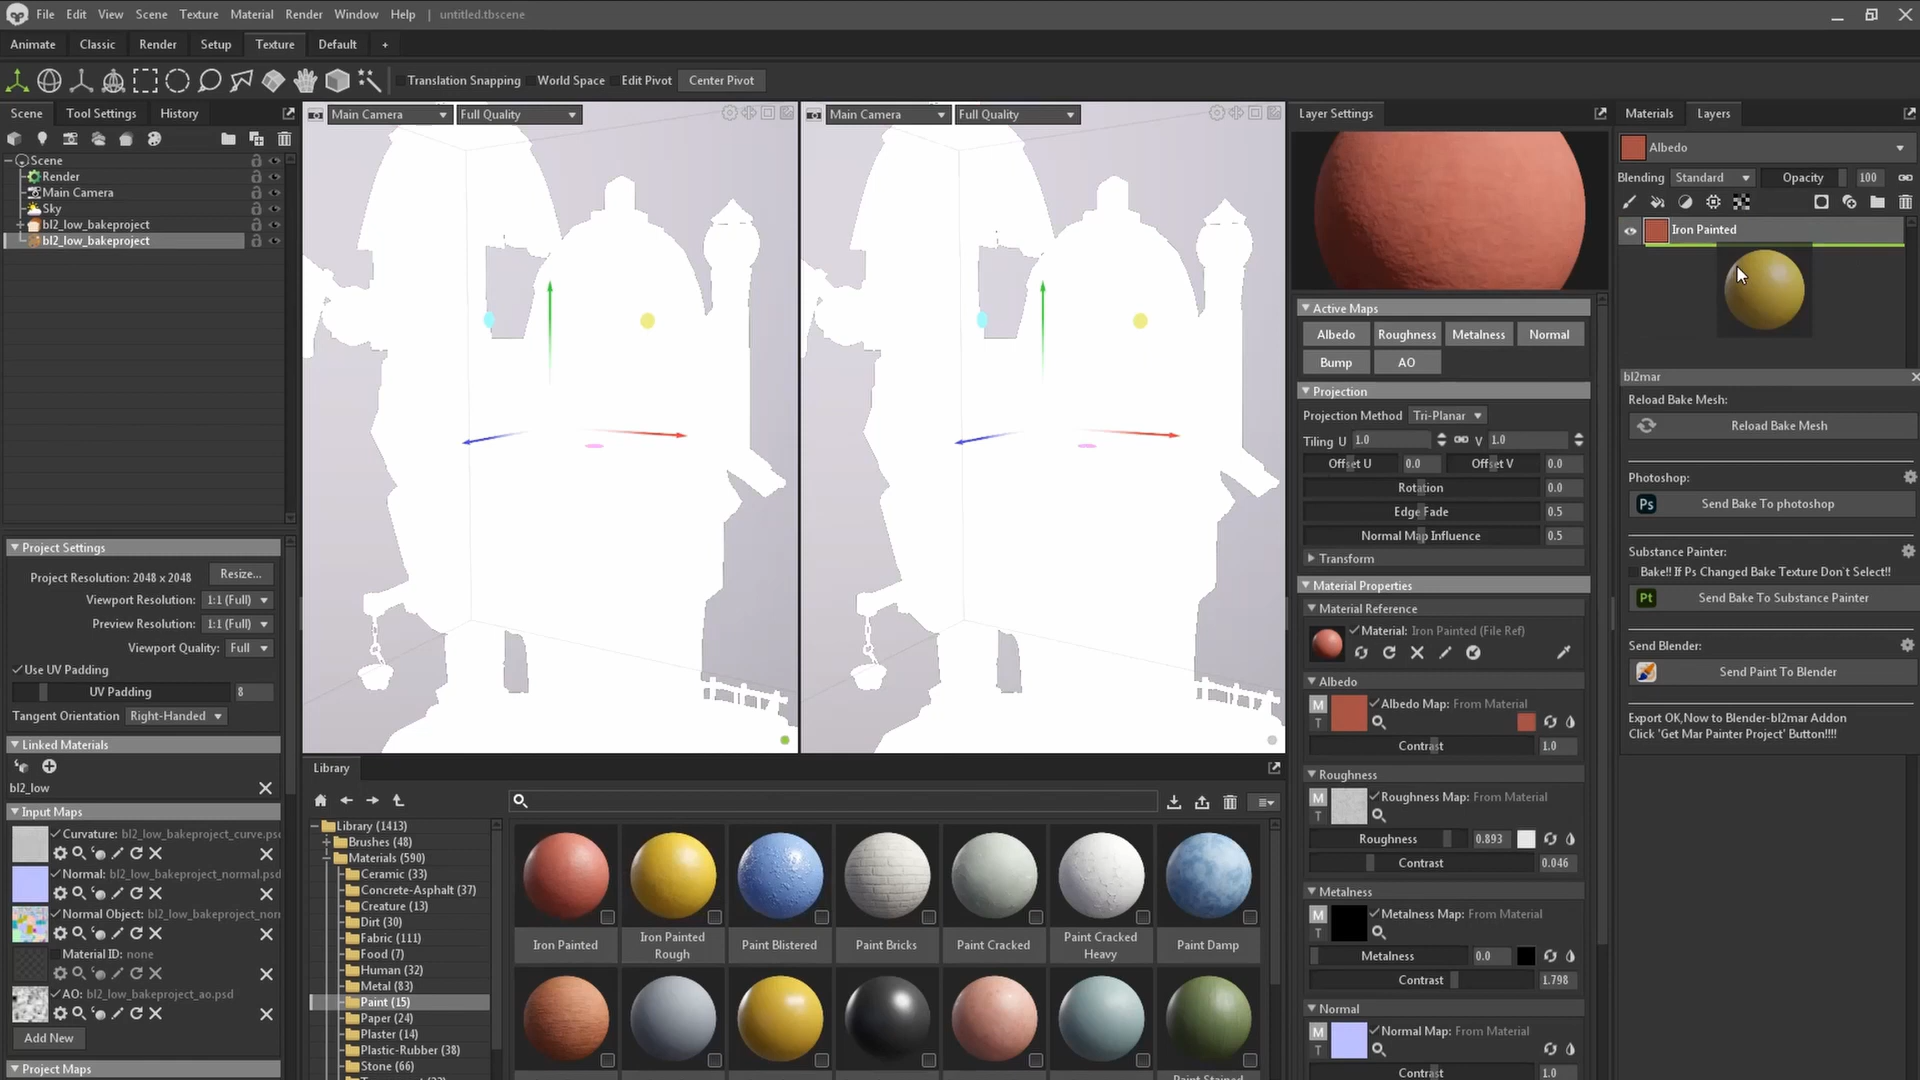 File Edit View Scene Texture Material Render Window Help | untitled.tbscene
Animate Classic Render Setup Texture Default +
Translation Snapping World Space Edit Pivot Center Pivot
Scene Tool Settings History
Scene
Render
Main Camera
Sky
bl2_low_bakeproject
bl2_low_bakeproject
Project Settings
Project Resolution: 2048 x 2048 Resize...
Viewport Resolution: 1:1 (Full)
Preview Resolution: 1:1 (Full)
Viewport Quality: Full
Use UV Padding
UV Padding 8
Tangent Orientation Right-Handed
Linked Materials
bl2_low
Input Maps
Curvature: bl2_low_bakeproject_curve.psd
Normal: bl2_low_bakeproject_normal.psd
Normal Object: bl2_low_bakeproject_nor
Material ID: none
AO: bl2_low_bakeproject_ao.psd
Add New
Project Maps
Main Camera Full Quality
Main Camera Full Quality
Library
Library (1413)
Brushes (48)
Materials (590)
Ceramic (33)
Concrete-Asphalt (37)
Creature (13)
Dirt (30)
Fabric (111)
Food (7)
Human (32)
Metal (83)
Paint (15)
Paper (24)
Plaster (14)
Plastic-Rubber (38)
Stone (66)
Iron Painted
Iron Painted Rough
Paint Blistered
Paint Bricks
Paint Cracked
Paint Cracked Heavy
Paint Damp
Paint Stained
Layer Settings
Active Maps
Albedo Roughness Metalness Normal
Bump AO
Projection
Projection Method Tri-Planar
Tiling U 1.0 V 1.0
Offset U 0.0 Offset V 0.0
Rotation 0.0
Edge Fade 0.5
Normal Map Influence 0.5
Transform
Material Properties
Material Reference
Material: Iron Painted (File Ref)
Albedo
M Albedo Map: From Material
T
Contrast 1.0
Roughness
M Roughness Map: From Material
T
Roughness 0.893
Contrast 0.046
Metalness
M Metalness Map: From Material
T
Metalness 0.0
Contrast 1.798
Normal
M Normal Map: From Material
T
Contrast 1.0
Materials Layers
Albedo
Blending Standard Opacity 100
Iron Painted
bl2mar
Reload Bake Mesh:
Reload Bake Mesh
Photoshop:
Ps Send Bake To photoshop
Substance Painter:
Bake!! If Ps Changed Bake Texture Don`t Select!!
Pt Send Bake To Substance Painter
Send Blender:
Send Paint To Blender
Export OK,Now to Blender-bl2mar Addon
Click 'Get Mar Painter Project' Button!!!!